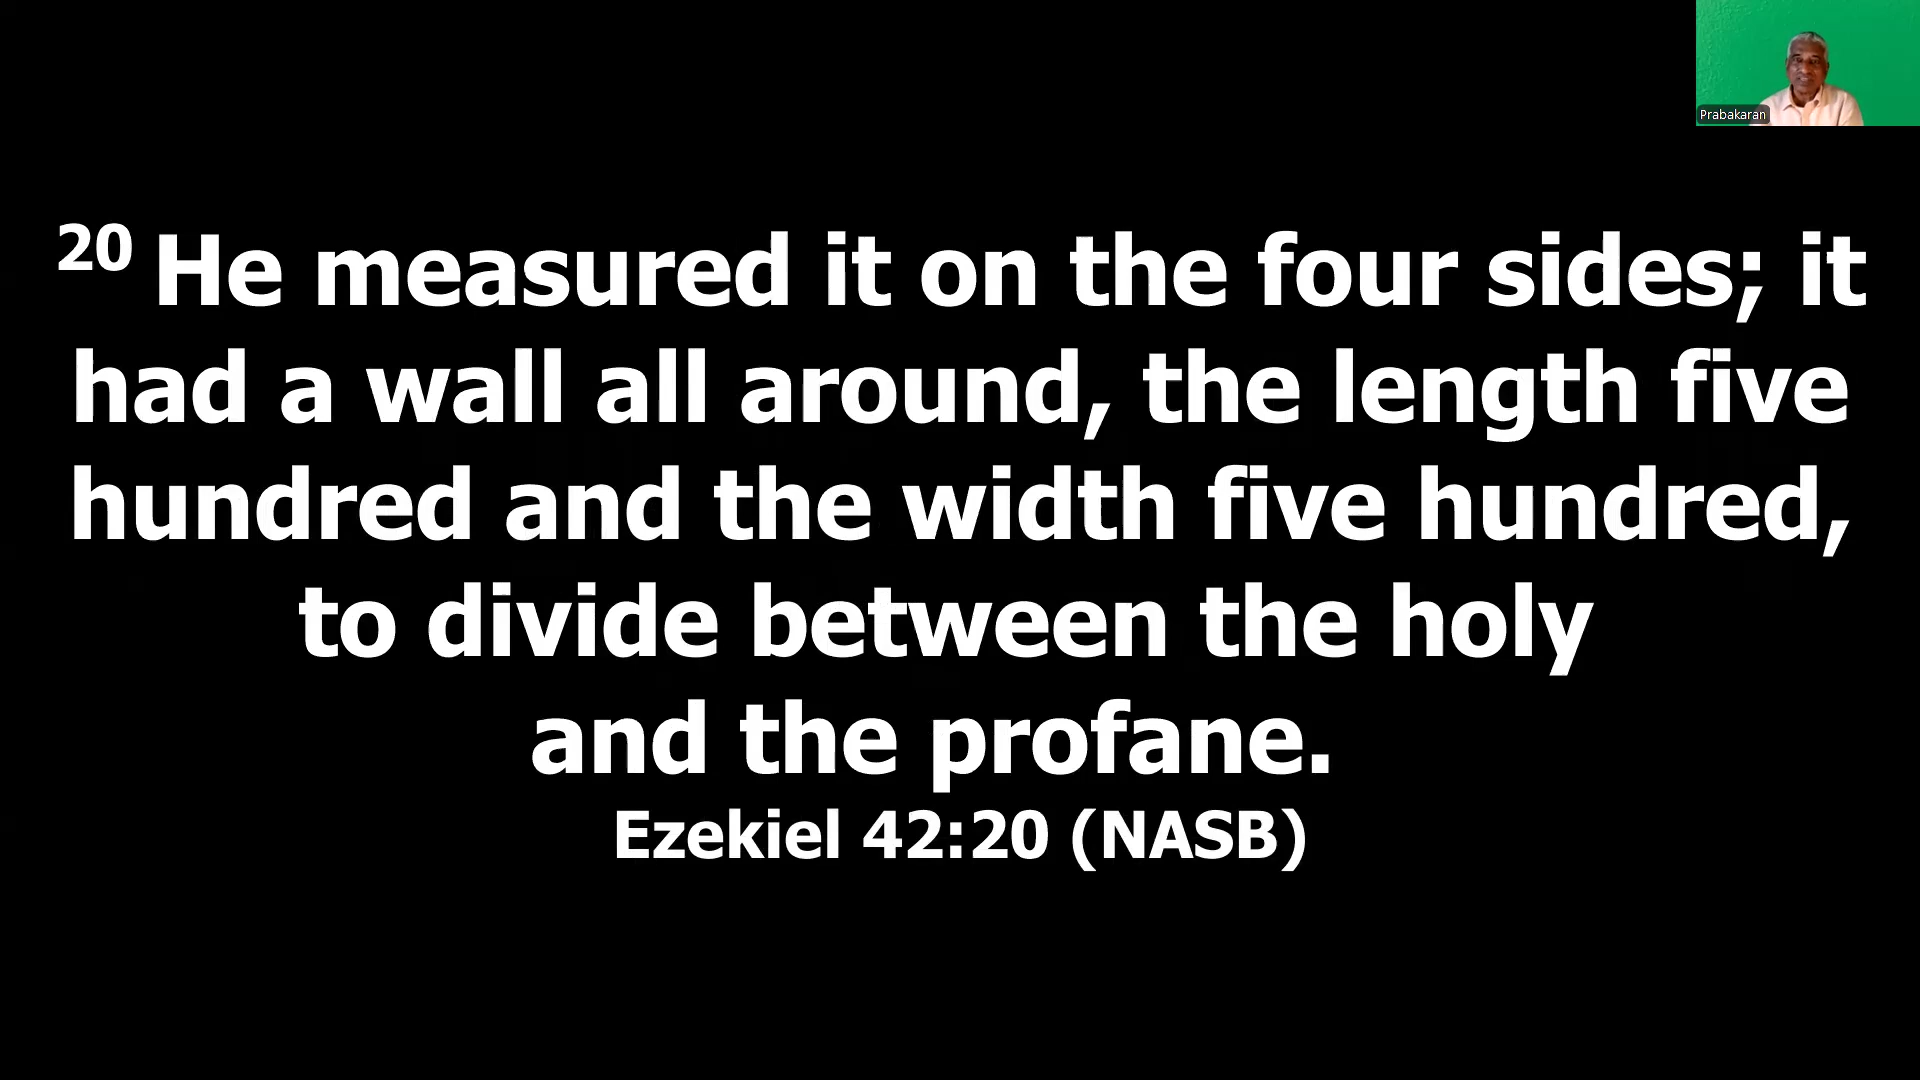 Prabakaran
20 He measured it on the four sides; it
had a wall all around, the length five
hundred and the width five hundred,
to divide between the holy
and the profane.
Ezekiel 42:20 (NASB)